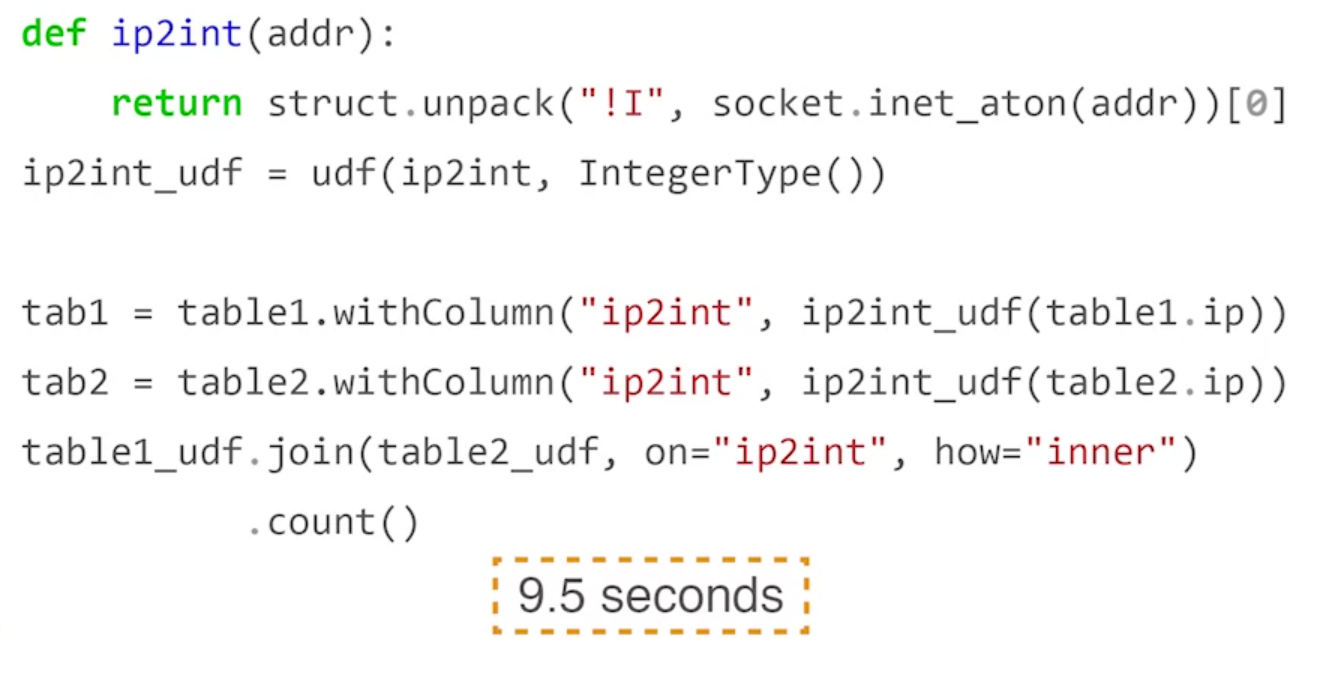 def ip2int(addr):
    return struct.unpack("!I", socket.inet_aton(addr))[0]
ip2int_udf = udf(ip2int, IntegerType())
tab1 = table1.withColumn("ip2int", ip2int_udf(table1.ip))
tab2 = table2.withColumn("ip2int", ip2int_udf(table2.ip))
table1_udf.join(table2_udf, on="ip2int", how="inner")
          .count()
9.5 seconds